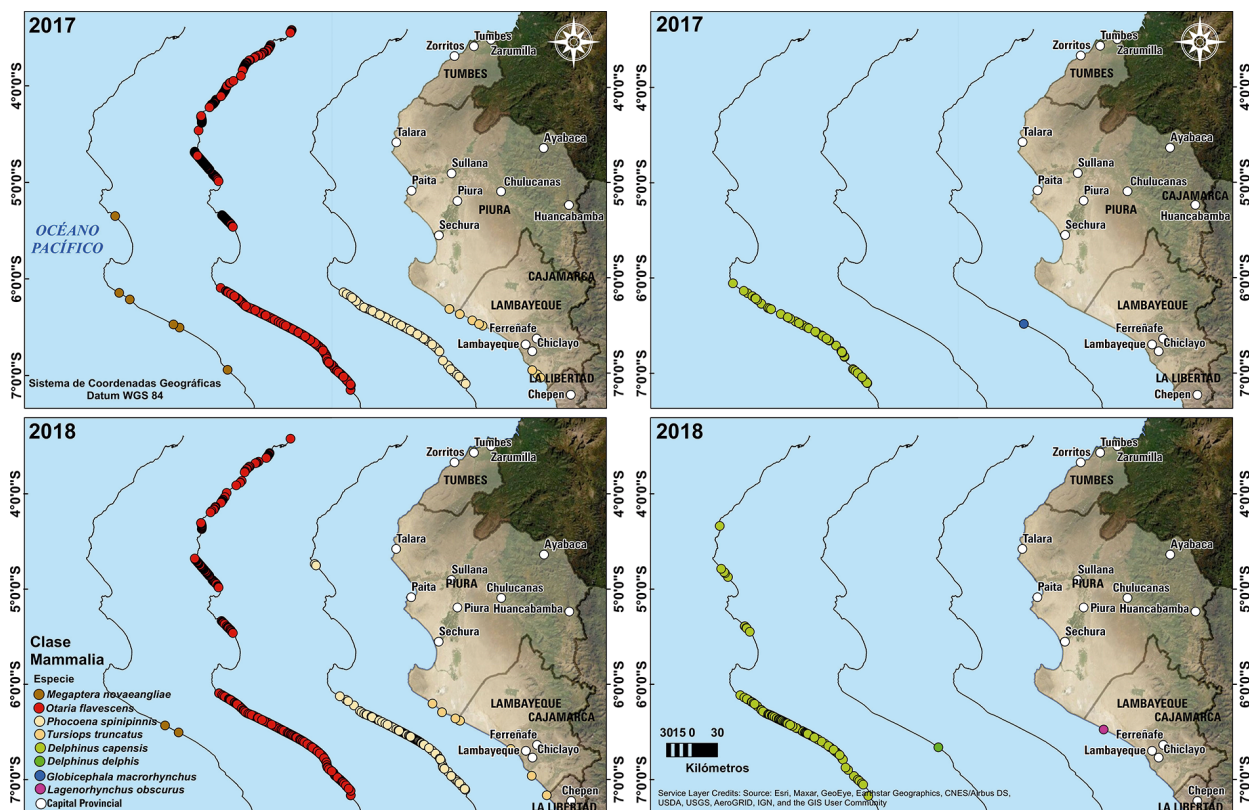 2017
Tumbes
Zorritos
Zarumilla
TUMBES
4°0'0"S
Talara
Ayabaca
Sullana
5°0'0"S
Paita
Piura
Chulucanas
PIURA
Huancabamba
OCÉANO
PACÍFICO
Sechura
CAJAMARCA
6°0'0"S
LAMBAYEQUE
Ferreñafe
Lambayeque
Chiclayo
7°0'0"S
Sistema de Coordenadas Geográficas
Datum WGS 84
LA LIBERTAD
Chepen
2017
Tumbes
Zorritos
Zarumilla
TUMBES
4°0'0"S
Talara
Ayabaca
Sullana
5°0'0"S
Paita
Piura
Chulucanas
CAJAMARCA
PIURA
Huancabamba
Sechura
6°0'0"S
LAMBAYEQUE
Ferreñafe
Lambayeque
Chiclayo
7°0'0"S
LA LIBERTAD
Chepen
2018
Tumbes
Zorritos
Zarumilla
TUMBES
4°0'0"S
Talara
Ayabaca
Sullana
PIURA
5°0'0"S
Paita
Chulucanas
Piura
Huancabamba
Sechura
Clase
Mammalia
Especie
Megaptera novaeangliae
Otaria flavescens
Phocoena spinipinnis
Tursiops truncatus
Delphinus capensis
Delphinus delphis
Globicephala macrorhynchus
Lagenorhynchus obscurus
Capital Provincial
6°0'0"S
LAMBAYEQUE
CAJAMARCA
Ferreñafe
Lambayeque
Chiclayo
7°0'0"S
Chepen
LA LIBERTAD
2018
Tumbes
Zorritos
Zarumilla
TUMBES
4°0'0"S
Talara
Ayabaca
Sullana
PIURA
5°0'0"S
Paita
Chulucanas
Piura
Huancabamba
Sechura
6°0'0"S
LAMBAYEQUE
CAJAMARCA
Ferreñafe
Lambayeque
Chiclayo
7°0'0"S
3015 0 30
Kilómetros
Chepen
LA LIBERTAD
Service Layer Credits: Source: Esri, Maxar, GeoEye, Earthstar Geographics, CNES/Airbus DS,
USDA, USGS, AeroGRID, IGN, and the GIS User Community